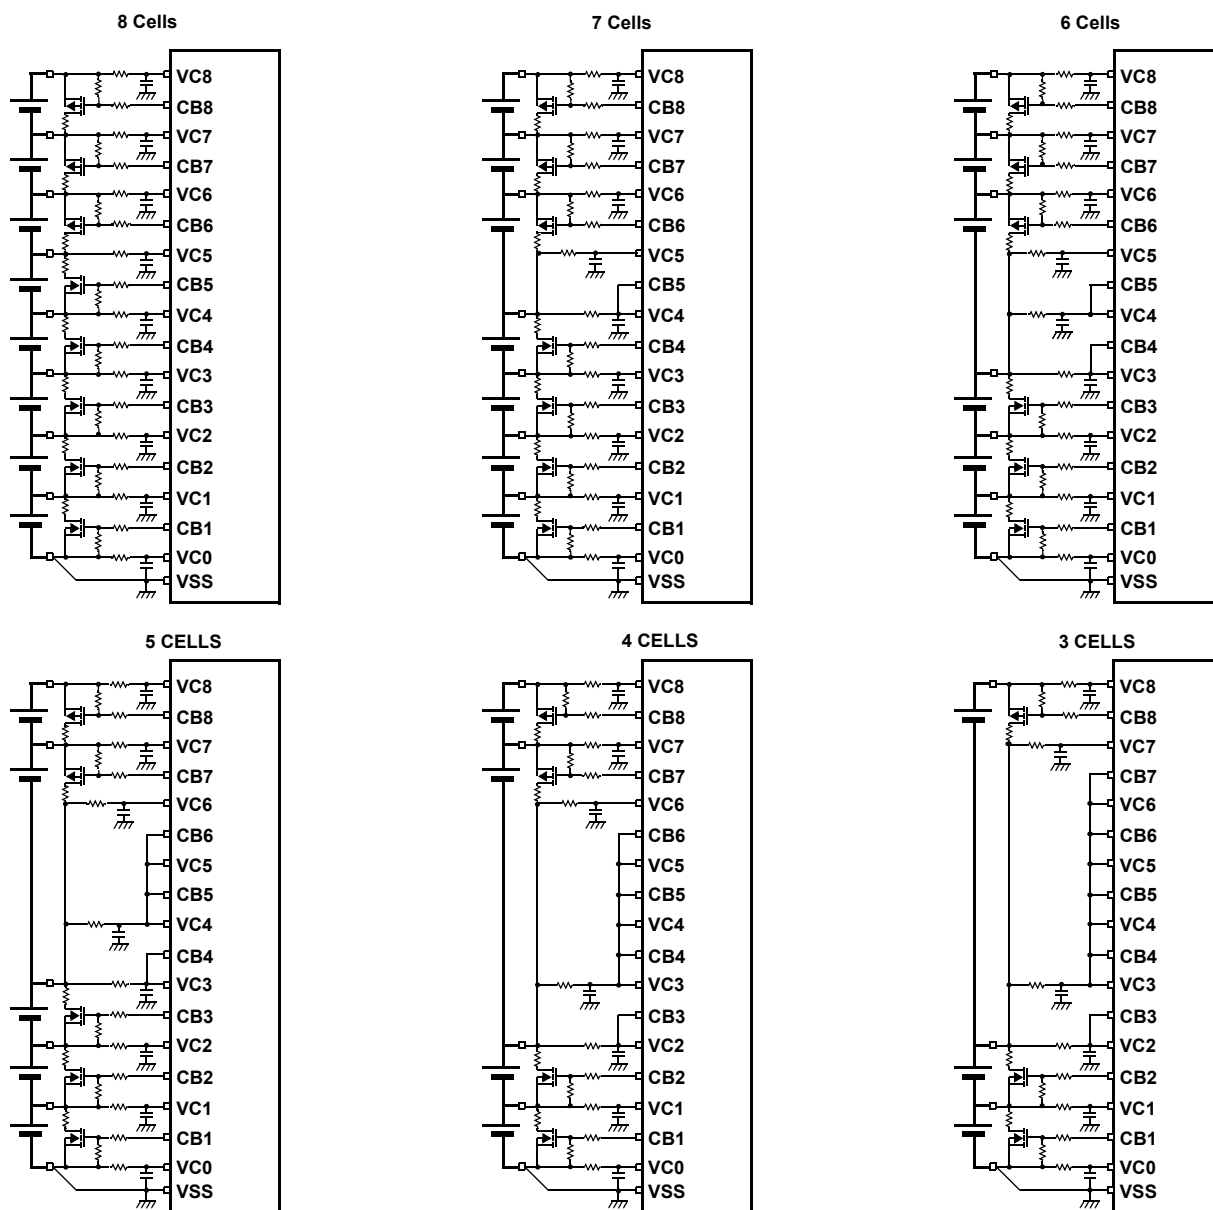 8 Cells
VC8
CB8
VC7
CB7
VC6
CB6
VC5
CB5
VC4
CB4
VC3
CB3
VC2
CB2
VC1
CB1
VC0
VSS
7 Cells
VC8
CB8
VC7
CB7
VC6
CB6
VC5
CB5
VC4
CB4
VC3
CB3
VC2
CB2
VC1
CB1
VC0
VSS
6 Cells
VC8
CB8
VC7
CB7
VC6
CB6
VC5
CB5
VC4
CB4
VC3
CB3
VC2
CB2
VC1
CB1
VC0
VSS
5 CELLS
VC8
CB8
VC7
CB7
VC6
CB6
VC5
CB5
VC4
CB4
VC3
CB3
VC2
CB2
VC1
CB1
VC0
VSS
4 CELLS
VC8
CB8
VC7
CB7
VC6
CB6
VC5
CB5
VC4
CB4
VC3
CB3
VC2
CB2
VC1
CB1
VC0
VSS
3 CELLS
VC8
CB8
VC7
CB7
VC6
CB6
VC5
CB5
VC4
CB4
VC3
CB3
VC2
CB2
VC1
CB1
VC0
VSS